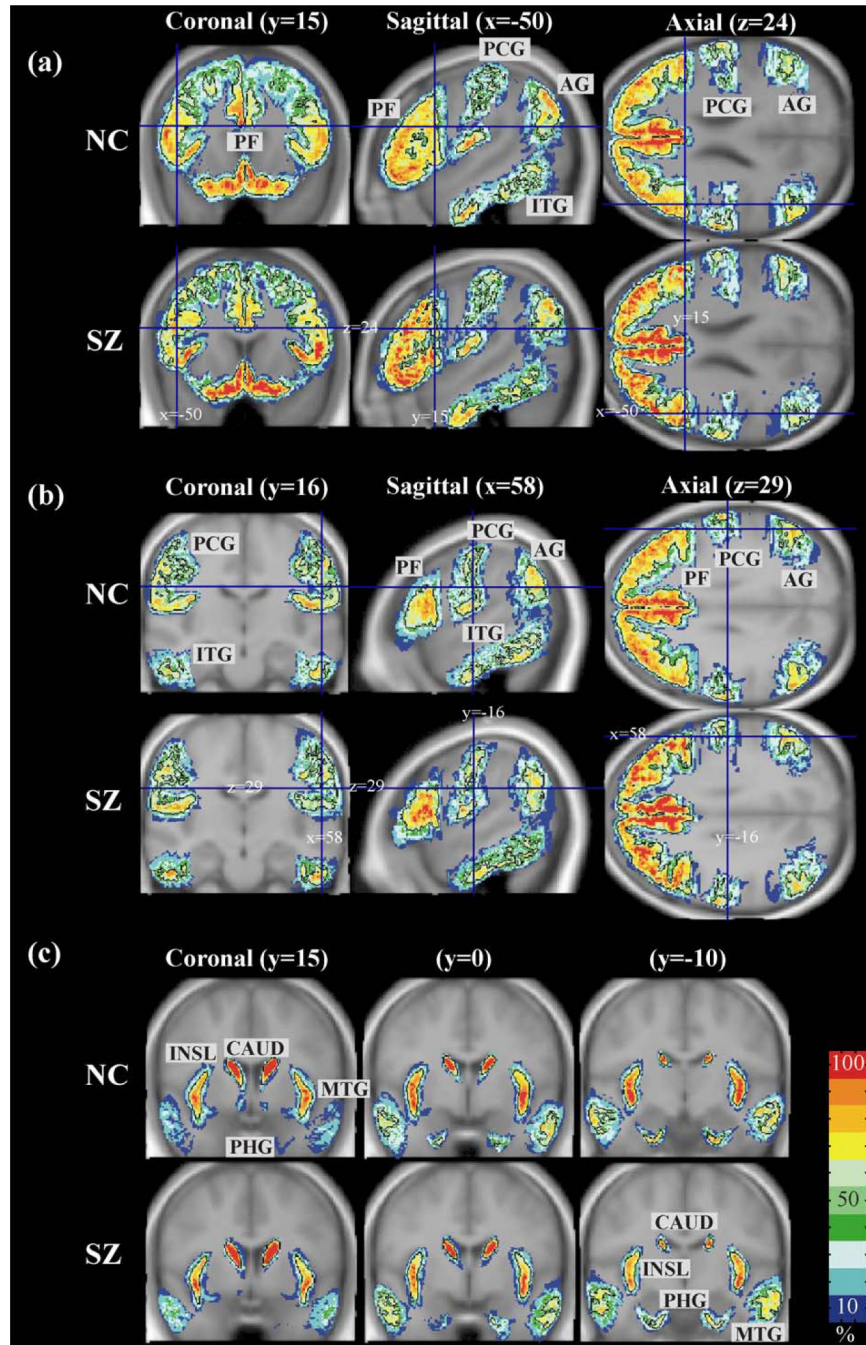 Coronal (y=15) Sagittal (x=-50) Axial (z=24)
(a)
PCG
PF AG PCG AG
NC PF
ITG
SZ z=24 y=15
x=-50 y=15 x=-50
(b)
Coronal (y=16) Sagittal (x=58) Axial (z=29)
PCG PCG
PF AG PCG
PF AG
NC
ITG ITG
y=-16
x=58
SZ z=29 z=29
x=58 y=-16
(c)
Coronal (y=15) (y=0) (y=-10)
INSL CAUD
NC MTG
PHG
100
50
10
%
SZ CAUD
INSL
PHG
MTG